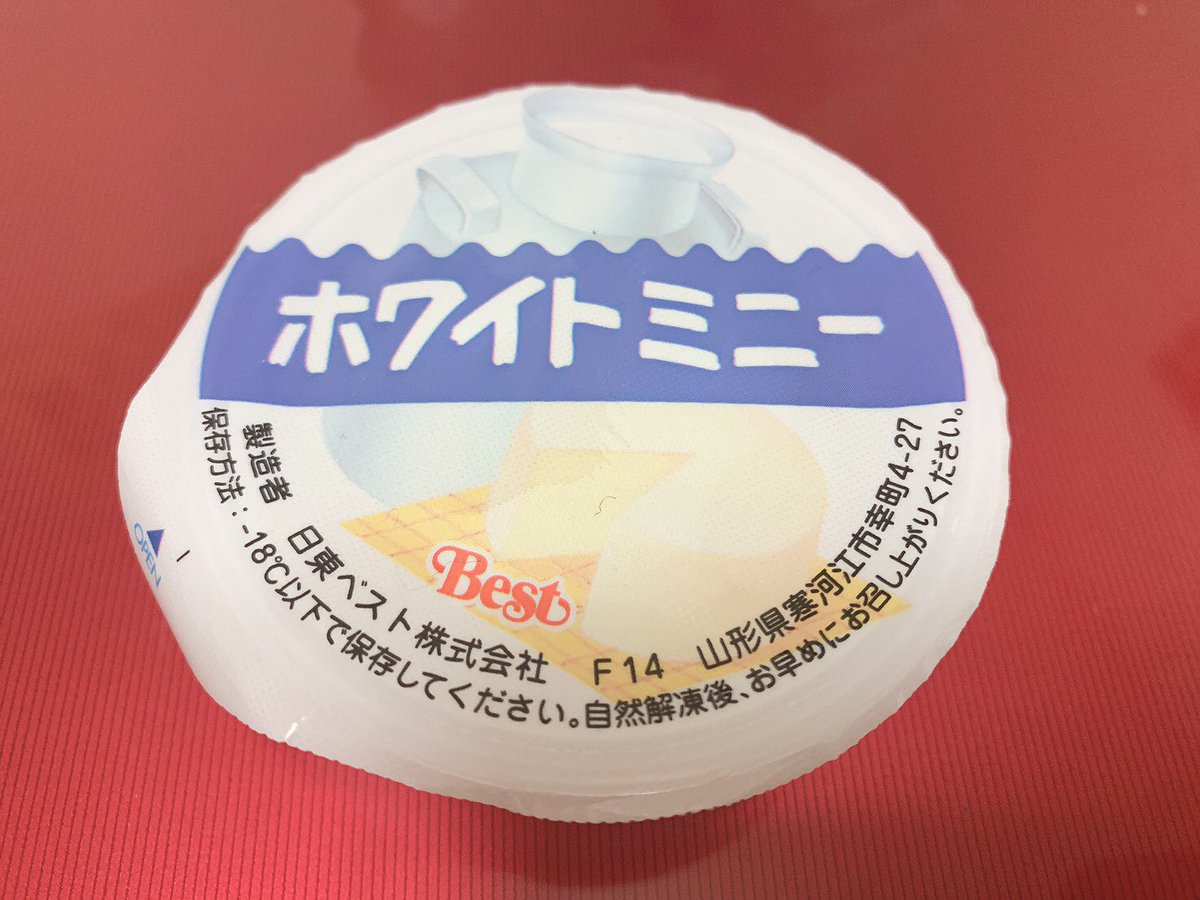 ホワイトミニー
Best
製造者 日東ベスト株式会社 F14 山形県寒河江市幸町4-27
保存方法:-18℃以下で保存してください。自然解凍後、お早めにお召し上がりください。
OPEN